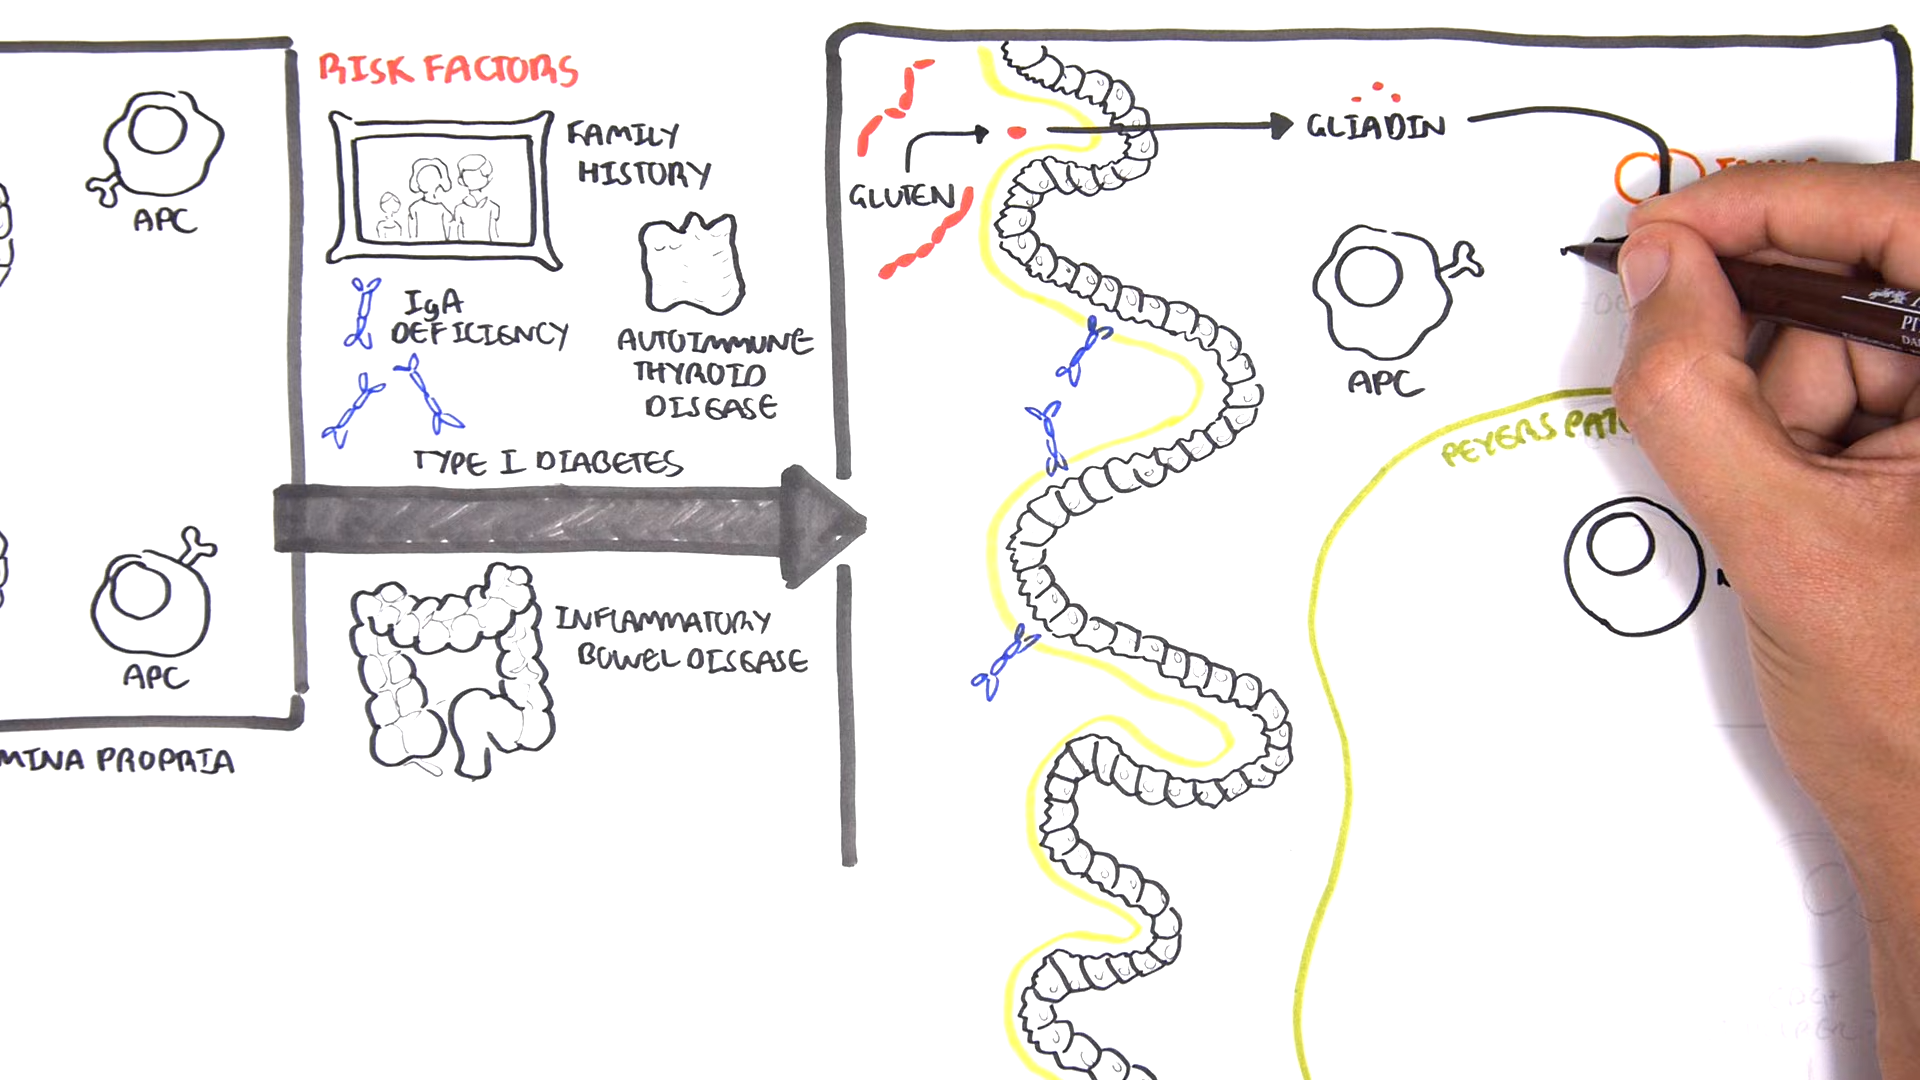 APC
APC
MINA PROPRIA
RISK FACTORS
FAMILY
HISTORY
IgA
DEFICIENCY
AUTOIMMUNE
THYROID
DISEASE
TYPE I DIABETES
INFLAMMATORY
BOWEL DISEASE
GLUTEN
GLIADIN
APC
PEYERS